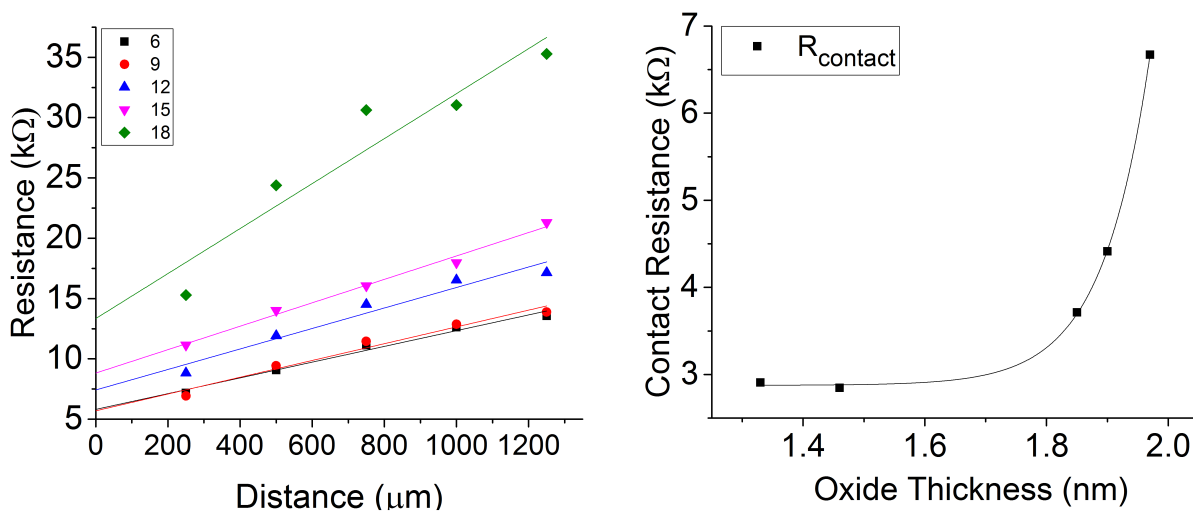 35
30
25
20
15
10
5
Resistance (kΩ)
6
9
12
15
18
0 200 400 600 800 1000 1200
Distance (μm)
7
6
5
4
3
2
Contact Resistance (kΩ)
R_contact
1.4 1.6 1.8 2.0
Oxide Thickness (nm)